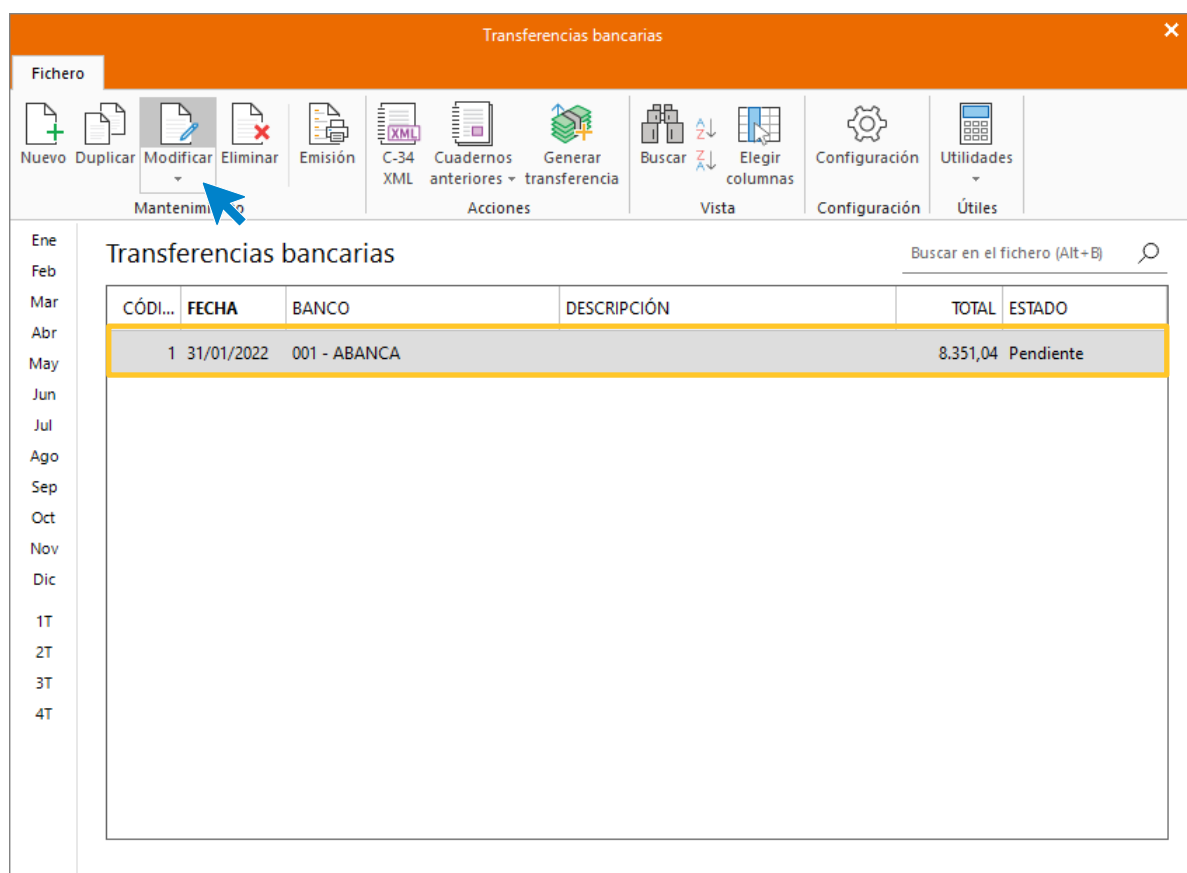 Transferencias bancarias
Fichero
Nuevo Duplicar Modificar Eliminar Emisión C-34 Cuadernos Generar Buscar Elegir Configuración Utilidades
XML anteriores transferencia columnas
Acciones Vista Configuración Útiles
Ene
Transferencias bancarias Buscar en el fichero (Alt+B)
Feb
Mar
CÓDI... FECHA BANCO DESCRIPCIÓN TOTAL ESTADO
Abr
1 31/01/2022 001 - ABANCA 8.351,04 Pendiente
May
Jun
Jul
Ago
Sep
Oct
Nov
Dic
1T
2T
3T
4T
XML
A
Z
Z
A